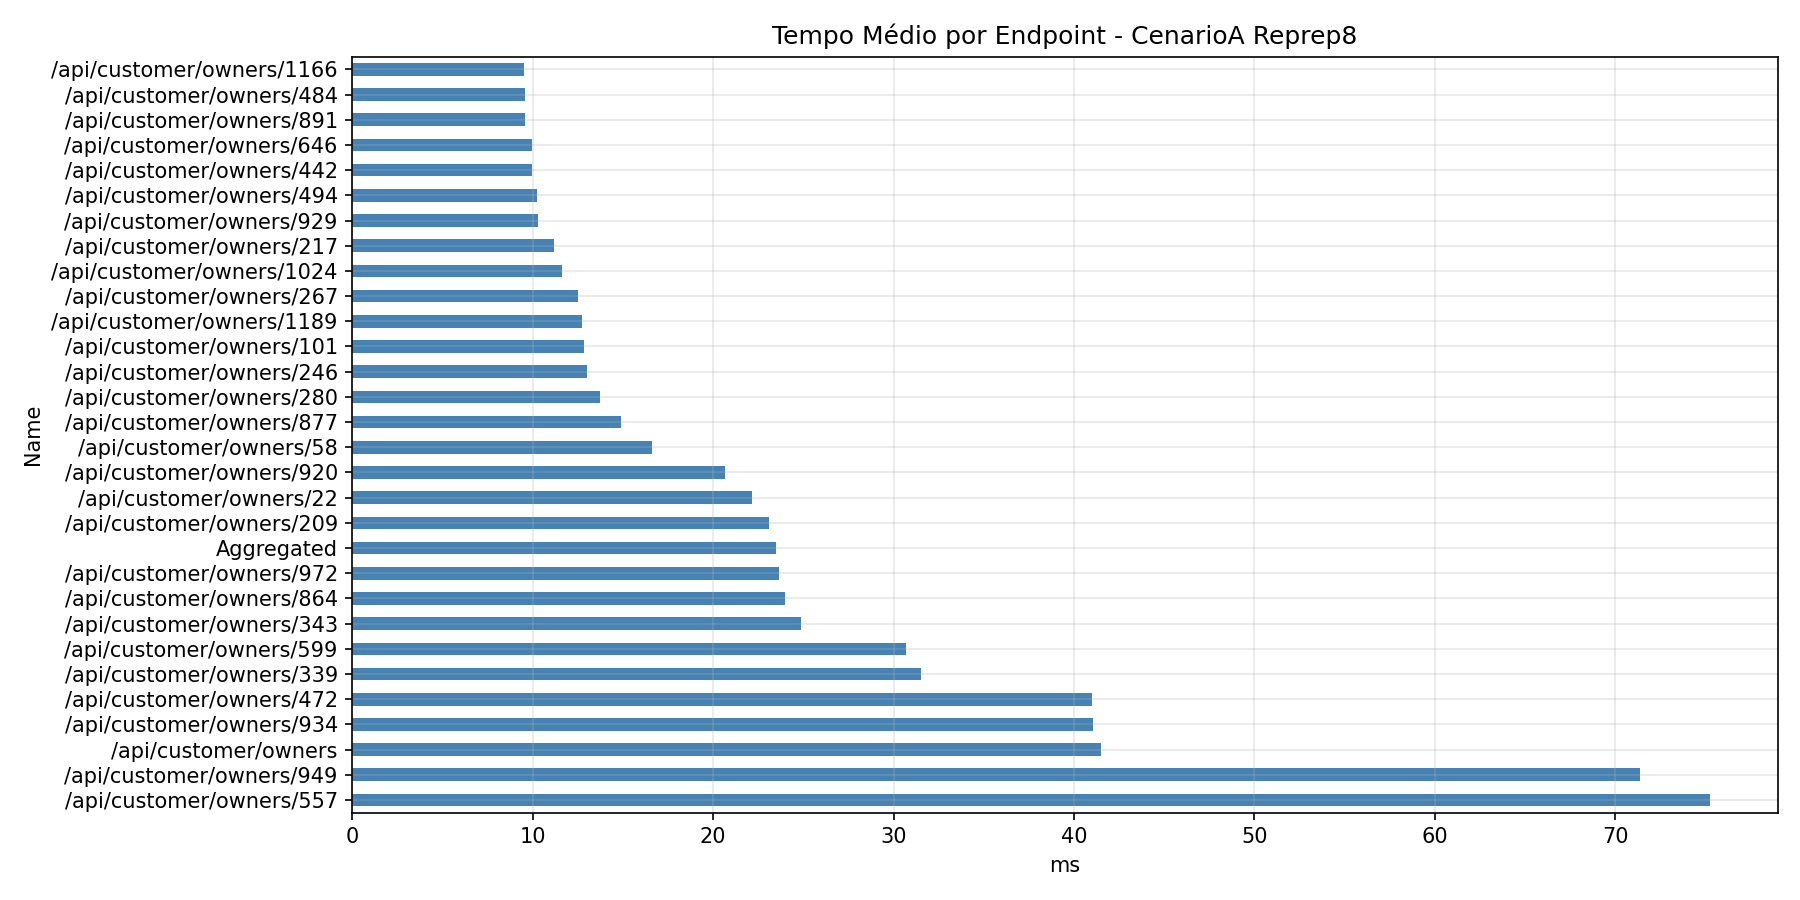 Tempo Médio por Endpoint - CenarioA Reprep8
/api/customer/owners/1166
/api/customer/owners/484
/api/customer/owners/891
/api/customer/owners/646
/api/customer/owners/442
/api/customer/owners/494
/api/customer/owners/929
/api/customer/owners/217
/api/customer/owners/1024
/api/customer/owners/267
/api/customer/owners/1189
/api/customer/owners/101
/api/customer/owners/246
/api/customer/owners/280
/api/customer/owners/877
/api/customer/owners/58
/api/customer/owners/920
/api/customer/owners/22
/api/customer/owners/209
Aggregated
/api/customer/owners/972
/api/customer/owners/864
/api/customer/owners/343
/api/customer/owners/599
/api/customer/owners/339
/api/customer/owners/472
/api/customer/owners/934
/api/customer/owners
/api/customer/owners/949
/api/customer/owners/557
Name
0 10 20 30 40 50 60 70
ms